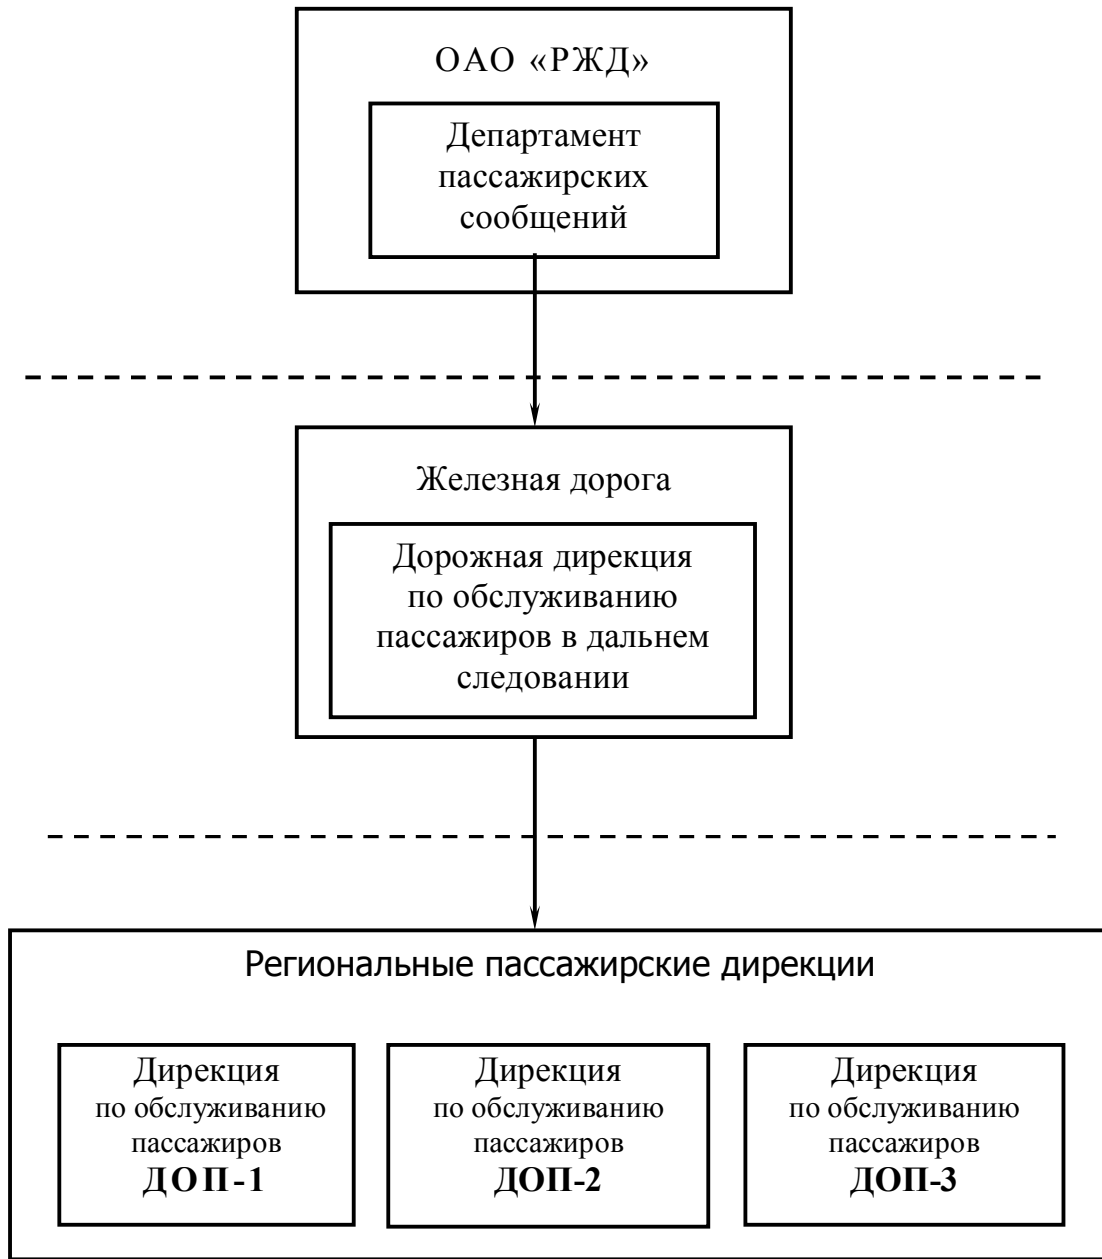 ОАО «РЖД»
Департамент
пассажирских
сообщений
Железная дорога
Дорожная дирекция
по обслуживанию
пассажиров в дальнем
следовании
Региональные пассажирские дирекции
Дирекция
по обслуживанию
пассажиров
ДОП-1
Дирекция
по обслуживанию
пассажиров
ДОП-2
Дирекция
по обслуживанию
пассажиров
ДОП-3